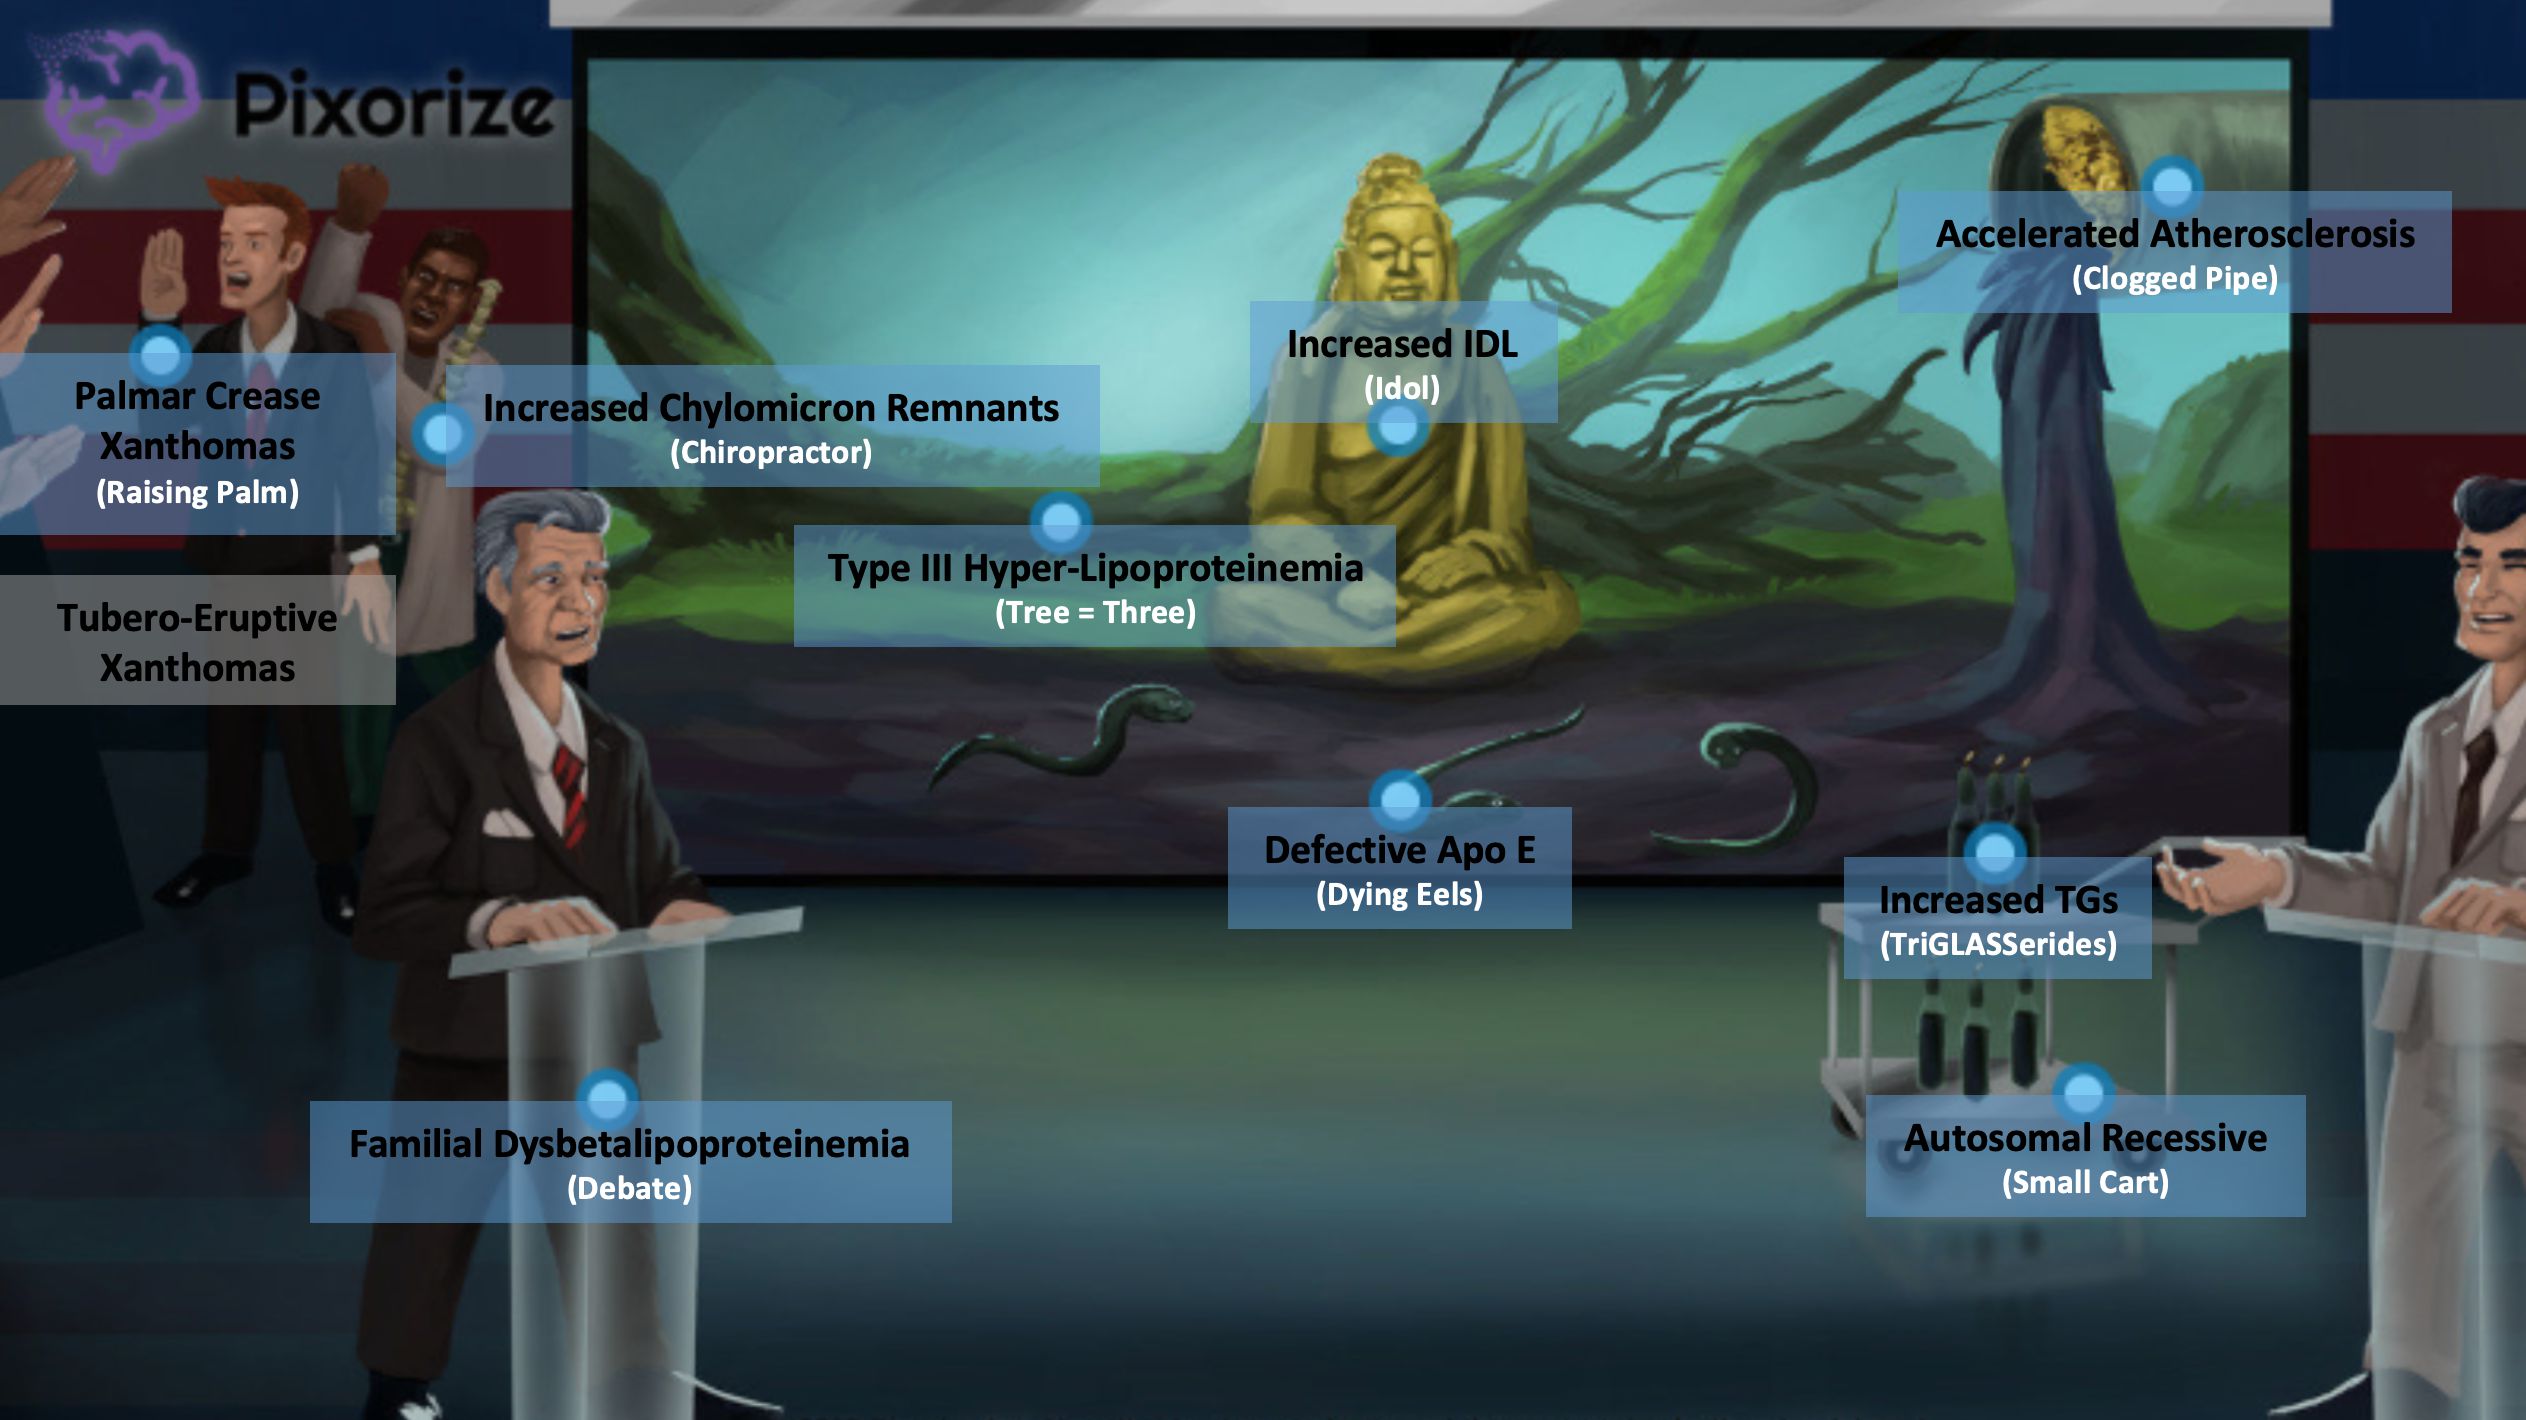 Pixorize
Accelerated Atherosclerosis
(Clogged Pipe)
Increased IDL
(Idol)
Palmar Crease
Xanthomas
(Raising Palm)
Increased Chylomicron Remnants
(Chiropractor)
Type III Hyper-Lipoproteinemia
(Tree = Three)
Tubero-Eruptive
Xanthomas
Defective Apo E
(Dying Eels)
Increased TGs
(TriGLASSerides)
Familial Dysbetalipoproteinemia
(Debate)
Autosomal Recessive
(Small Cart)